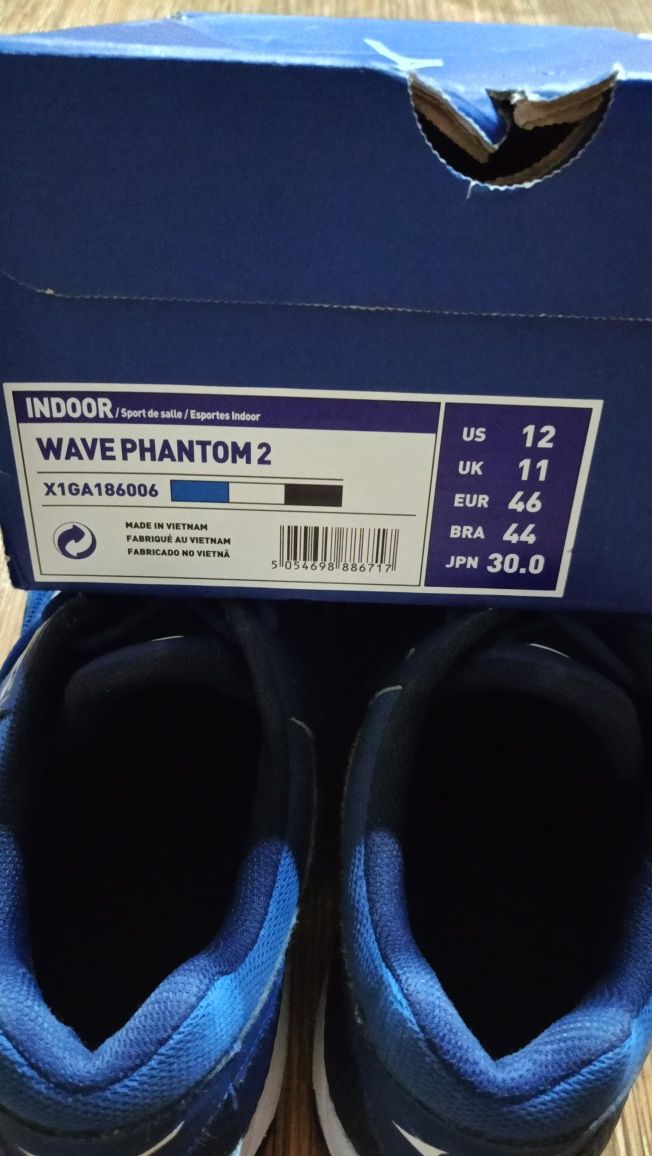 INDOOR / Sport de salle / Esportes Indoor
WAVE PHANTOM 2
X1GA186006
MADE IN VIETNAM
FABRIQUÉ AU VIETNAM
FABRICADO NO VIETNÀ
5 054698 886717
US 12
UK 11
EUR 46
BRA 44
JPN 30.0